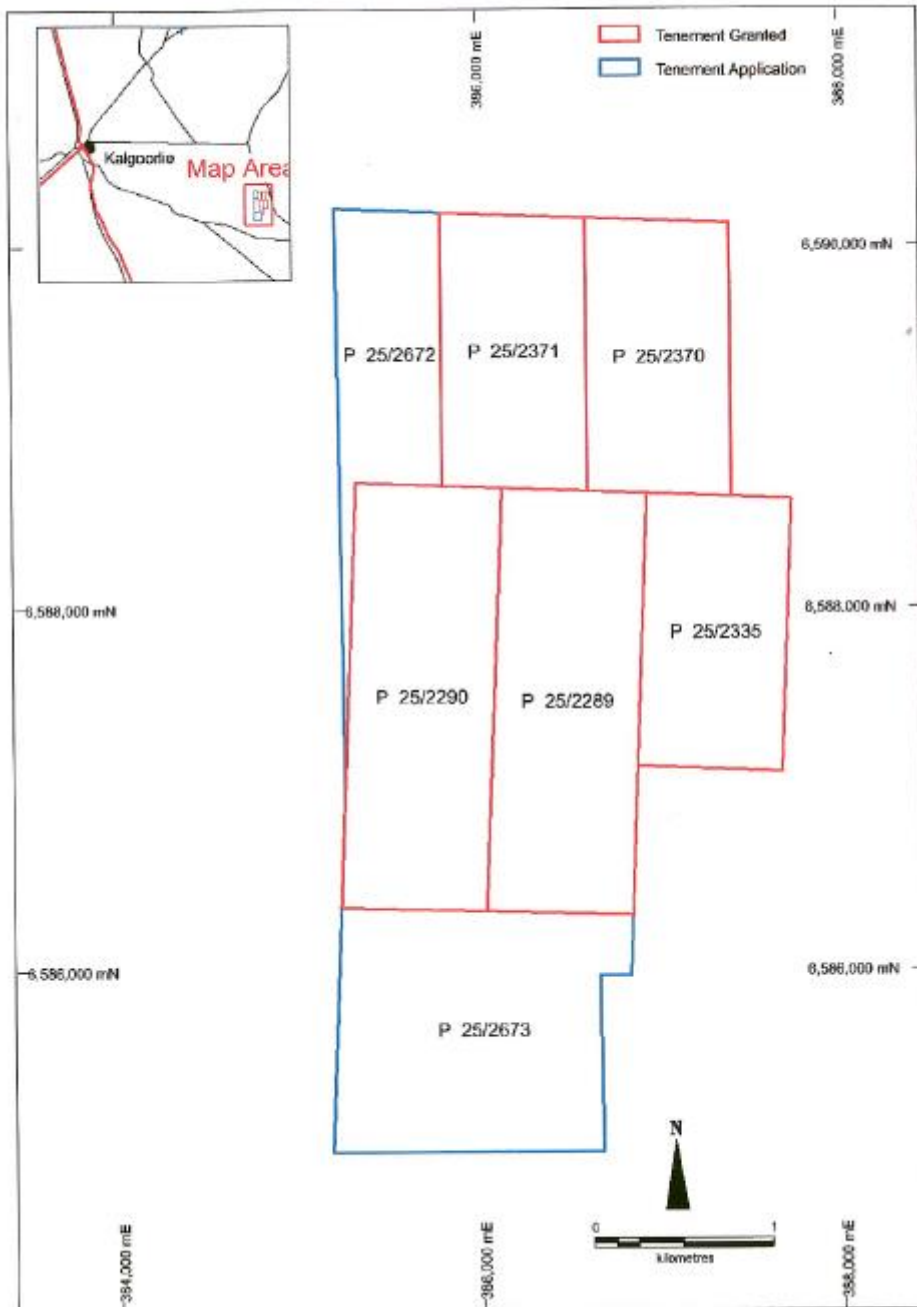 386,000 mE
388,000 mE
Tenement Granted
Tenement Application
Kalgoorlie
Map Area
6,590,000 mN
P 25/2672
P 25/2371
P 25/2370
6,588,000 mN
6,588,000 mN
P 25/2335
P 25/2290
P 25/2289
6,586,000 mN
6,586,000 mN
P 25/2673
N
0
1
kilometres
384,000 mE
386,000 mE
388,000 mE